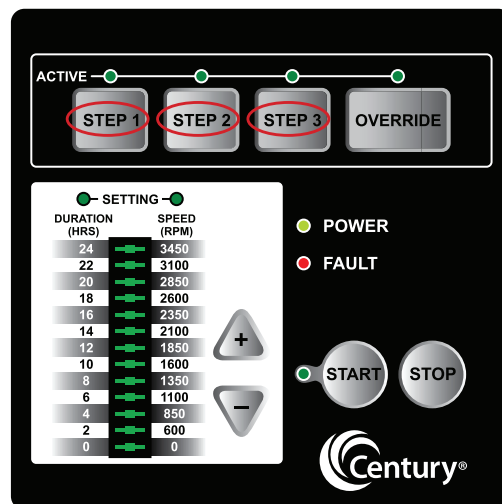 ACTIVE
STEP 1 STEP 2 STEP 3 OVERRIDE
SETTING
DURATION (HRS) SPEED (RPM)
24 3450
22 3100
20 2850
18 2600
16 2350
14 2100
12 1850
10 1600
8 1350
6 1100
4 850
2 600
0 0
+
−
POWER
FAULT
START STOP
Century®